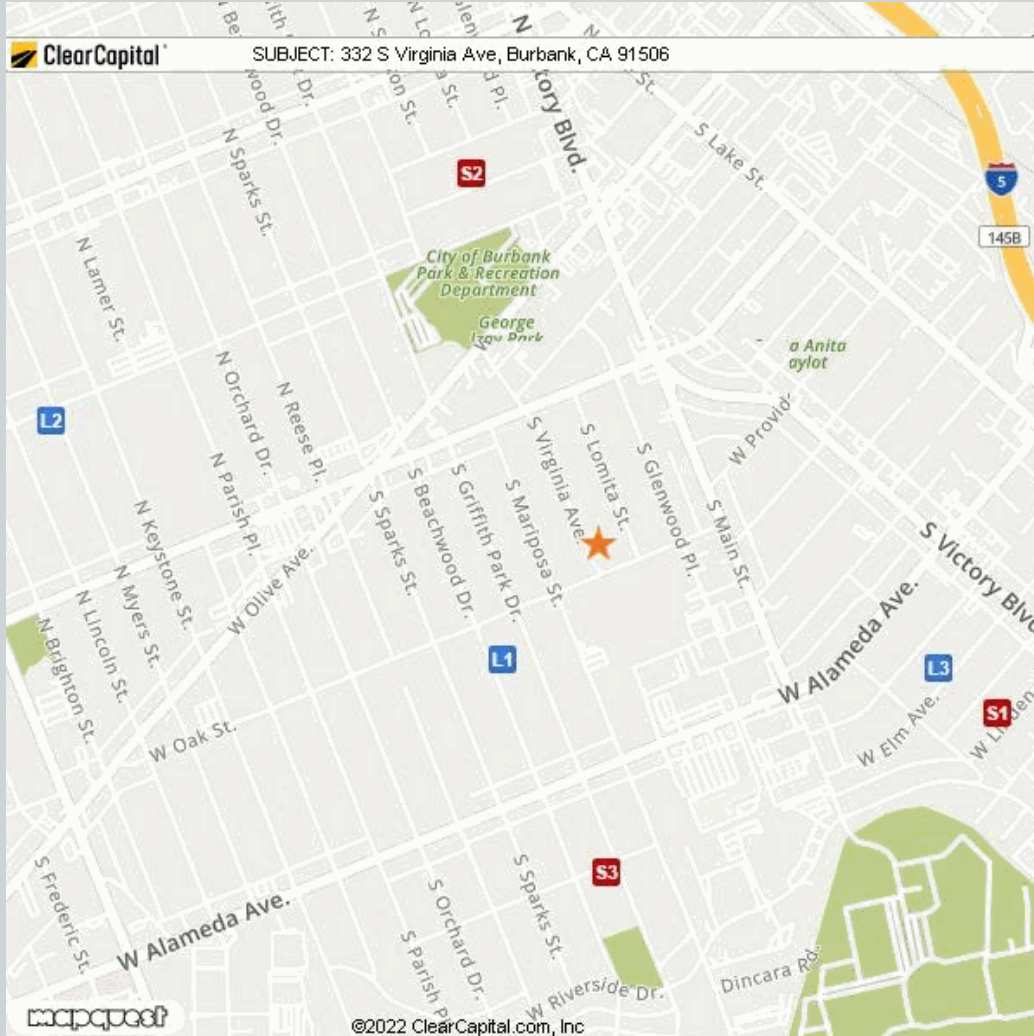 ClearCapital
SUBJECT: 332 S Virginia Ave, Burbank, CA 91506
N Sparks St.
S Lake St.
S2
5
145B
City of Burbank
Park & Recreation
Department
George
Izay Park
N Lamer St.
a Anita
aylot
N Orchard Dr.
N Reese Pl.
L2
W Provid
S Virginia Ave.
S Lomita St.
S Glenwood Pl.
N Parish Pl.
S Sparks St.
S Beachwood Dr.
S Griffith Park Dr.
S Mariposa St.
S Main St.
N Keystone St.
S Victory Blvd
W Olive Ave.
N Myers St.
N Lincoln St.
N Brighton St.
L1
W Alameda Ave.
L3
S1
W Elm Ave.
W Oak St.
S3
S Frederic St.
W Alameda Ave.
S Orchard Dr.
S Sparks St.
S Parish P
Dincara Rd.
W Riverside Dr.
mapquest
©2022 ClearCapital.com, Inc